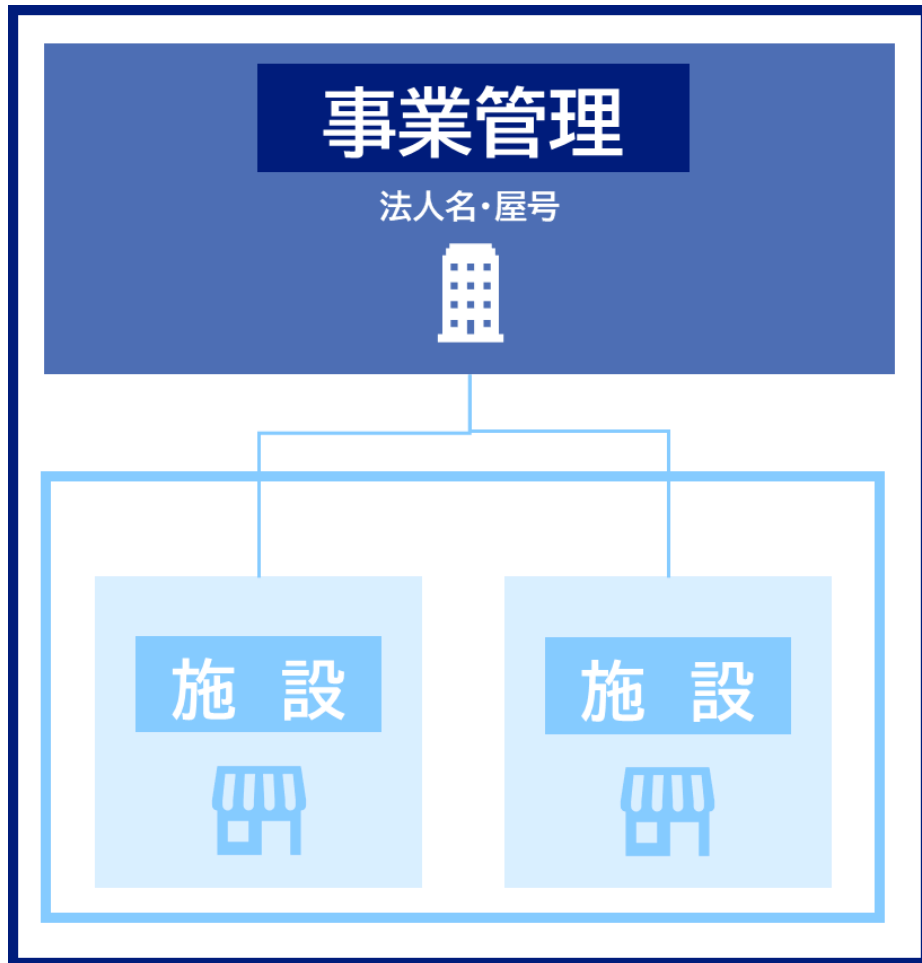 事業管理
法人名・屋号
施 設
施 設